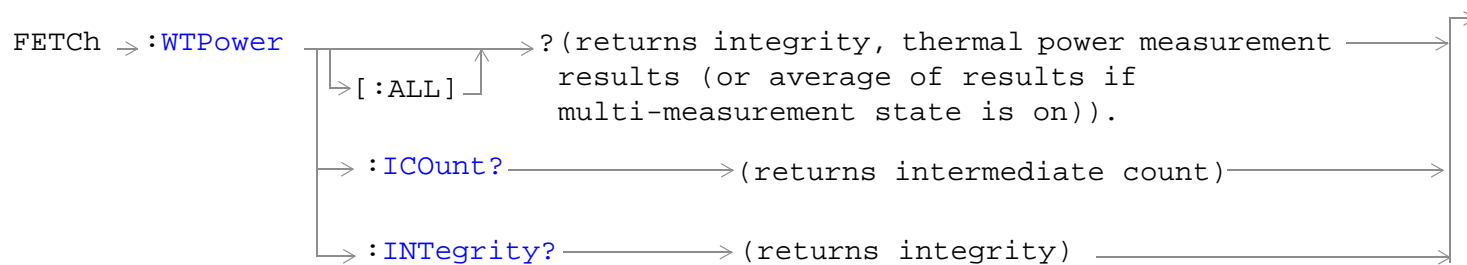 FETCh :WTPower ?(returns integrity, thermal power measurement
[:ALL] results (or average of results if
multi-measurement state is on)).
:ICOunt? (returns intermediate count)
:INTegrity? (returns integrity)